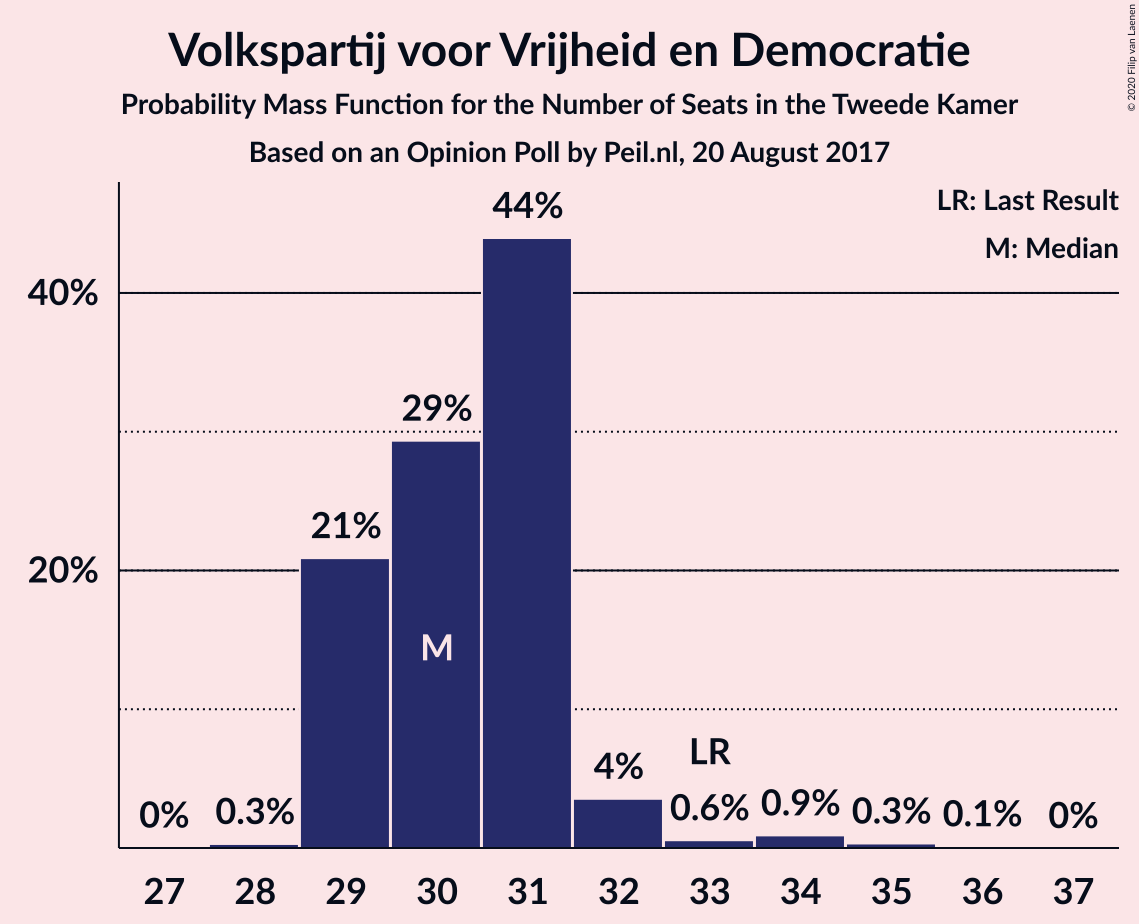 Volkspartij voor Vrijheid en Democratie
Probability Mass Function for the Number of Seats in the Tweede Kamer
Based on an Opinion Poll by Peil.nl, 20 August 2017
© 2020 Filip van Laenen
LR: Last Result
M: Median
40%
20%
0%
0.3%
21%
29%
44%
4%
0.6%
0.9%
0.3%
0.1%
0%
M
LR
27 28 29 30 31 32 33 34 35 36 37